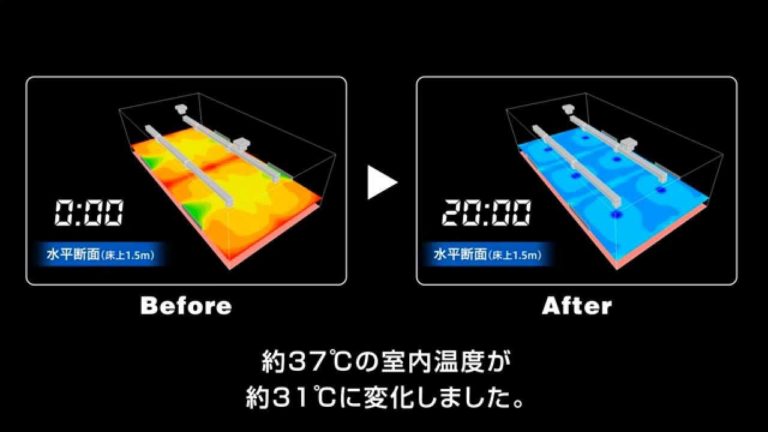 0:00
水平断面(床上1.5m)
Before
20:00
水平断面(床上1.5m)
After
約37℃の室内温度が
約31℃に変化しました。